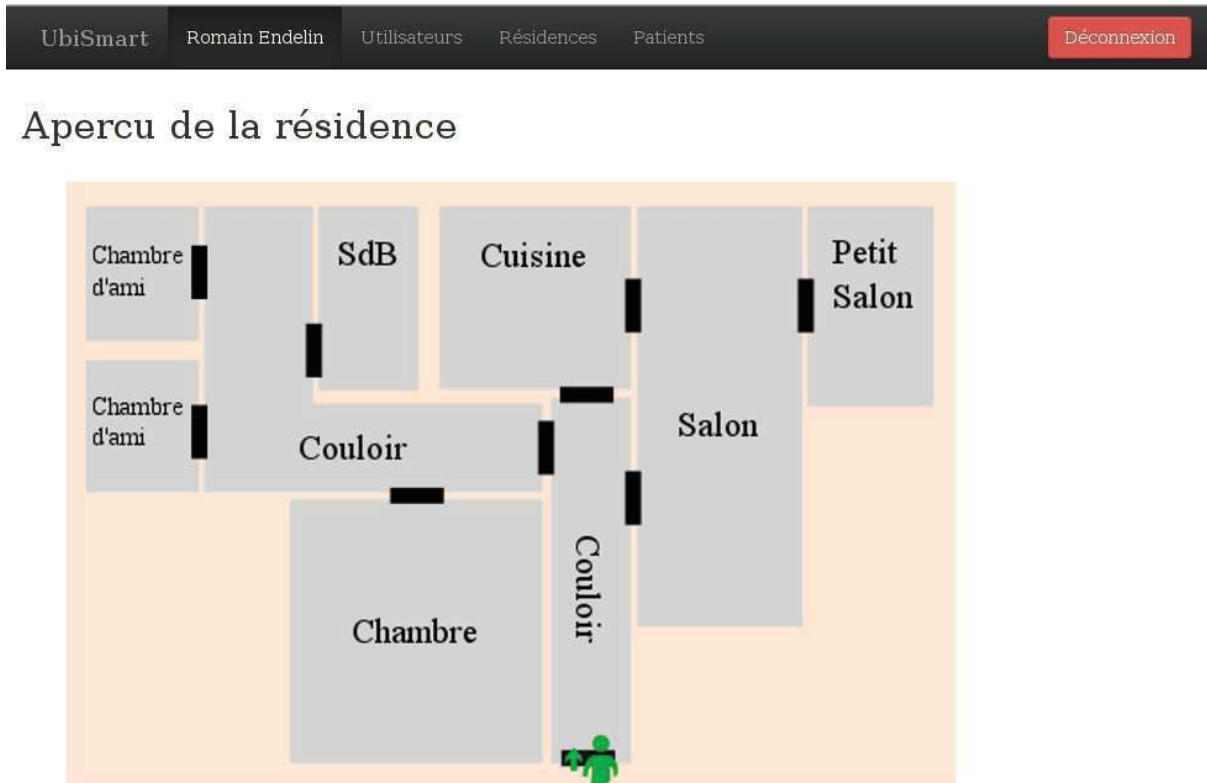 UbiSmart Romain Endelin Utilisateurs Résidences Patients Déconnexion
Apercu de la résidence
Chambre
d'ami
SdB
Cuisine
Petit
Salon
Chambre
d'ami
Couloir
Salon
Couloir
Chambre